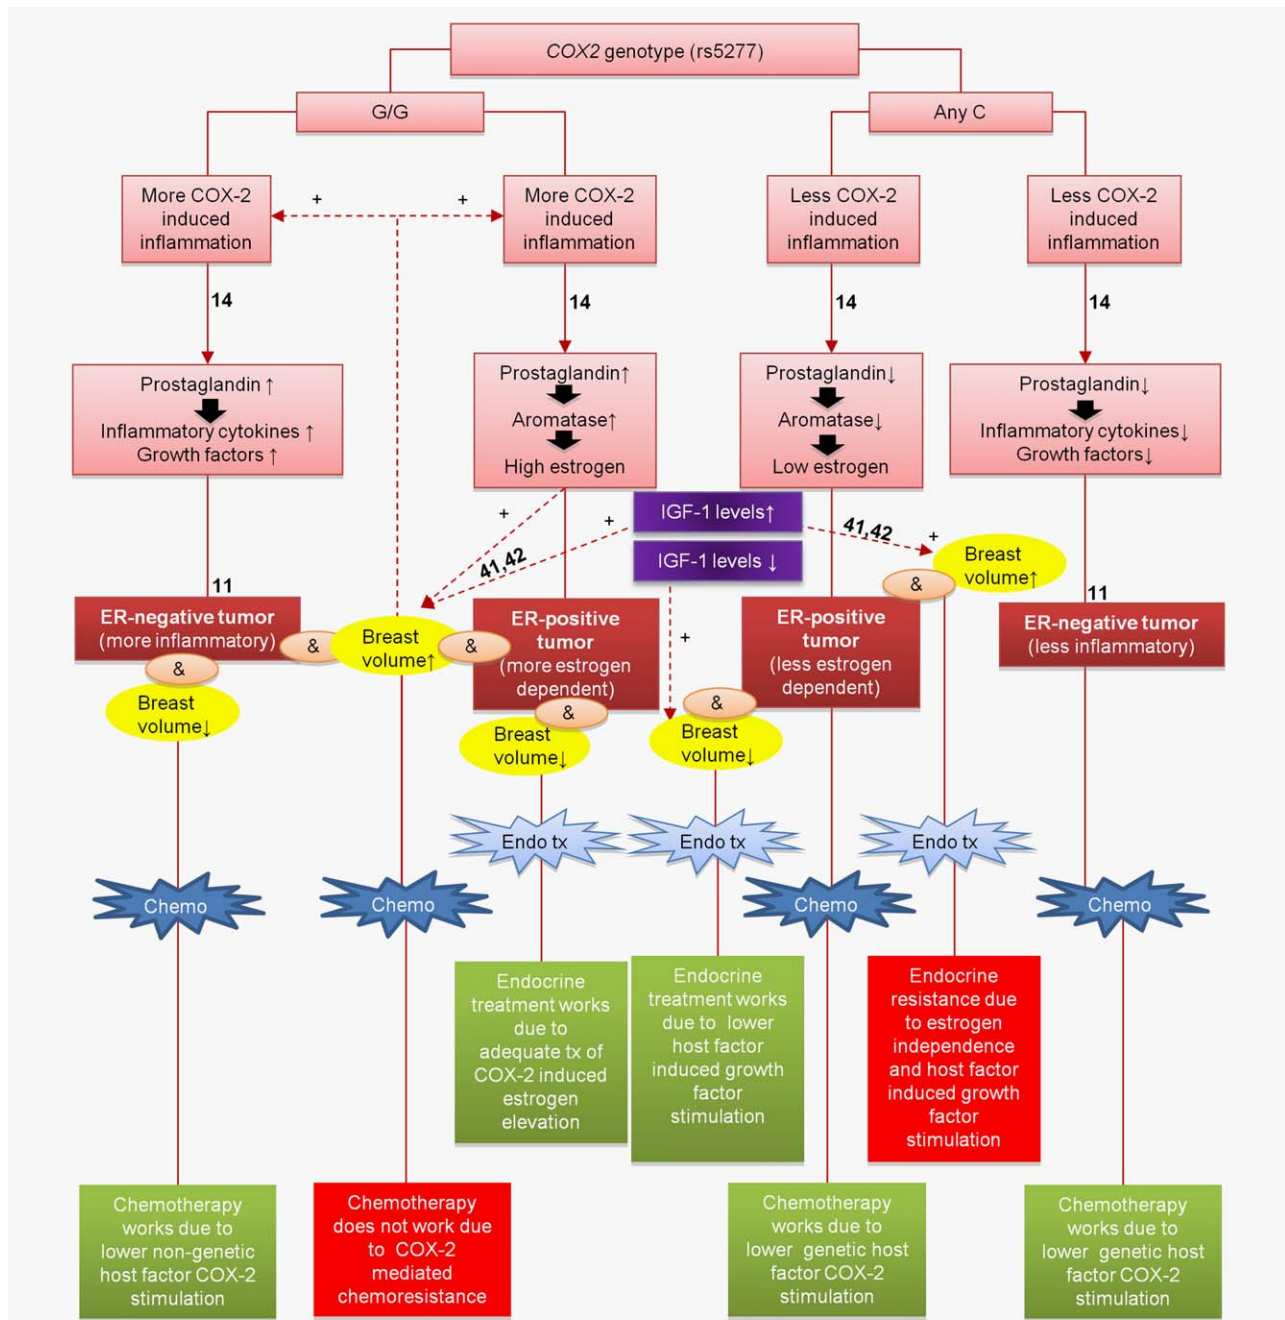 COX2 genotype (rs5277)
G/G
Any C
More COX-2
induced
inflammation
+
+
More COX-2
induced
inflammation
Less COX-2
induced
inflammation
Less COX-2
induced
inflammation
14
14
14
14
Prostaglandin ↑
Inflammatory cytokines ↑
Growth factors ↑
Prostaglandin↑
Aromatase↑
High estrogen
Prostaglandin↓
Aromatase↓
Low estrogen
Prostaglandin↓
Inflammatory cytokines↓
Growth factors↓
+
+
41,42
IGF-1 levels↑
IGF-1 levels ↓
41,42
+
+
Breast
volume↑
&
11
11
ER-negative tumor
(more inflammatory)
&
&
Breast
volume↓
Breast
volume↑
&
ER-positive
tumor
(more estrogen
dependent)
&
Breast
volume↓
ER-positive
tumor
(less estrogen
dependent)
&
Breast
volume↓
ER-negative tumor
(less inflammatory)
Endo tx
Endo tx
Endo tx
Chemo
Chemo
Chemo
Chemo
Endocrine
treatment works
due to
adequate tx of
COX-2 induced
estrogen
elevation
Endocrine
treatment works
due to lower
host factor
induced growth
factor
stimulation
Endocrine
resistance due
to estrogen
independence
and host factor
induced growth
factor
stimulation
Chemotherapy
works due to
lower non-genetic
host factor COX-2
stimulation
Chemotherapy
does not work due
to COX-2
mediated
chemoresistance
Chemotherapy
works due to
lower genetic host
factor COX-2
stimulation
Chemotherapy
works due to
lower genetic host
factor COX-2
stimulation